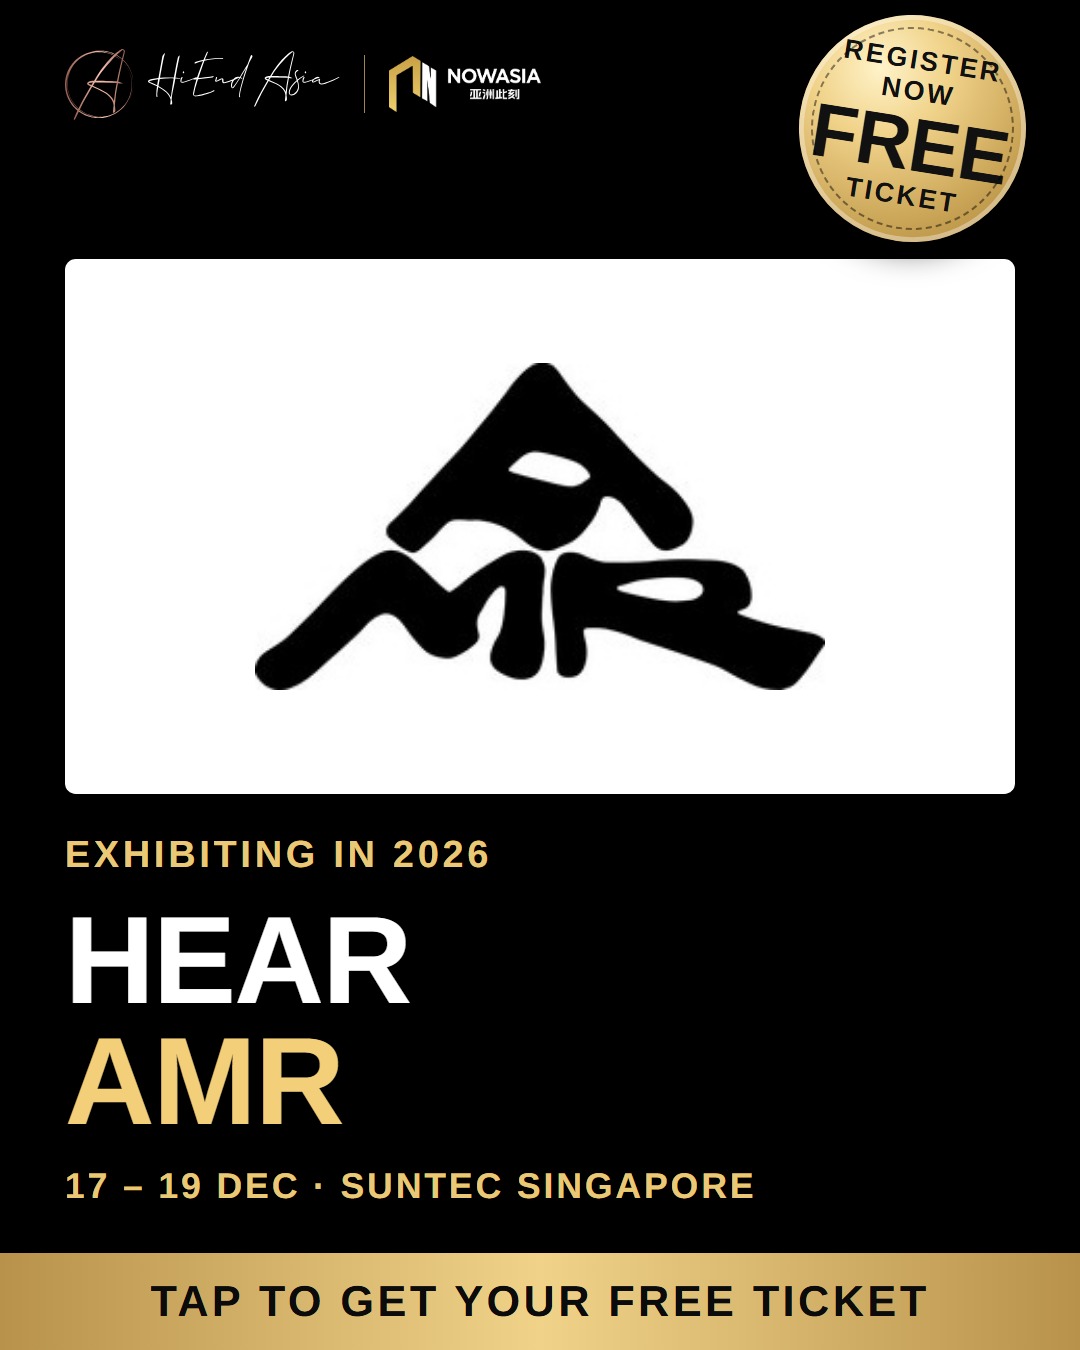 HiEnd Asia
NOWASIA
亚洲此刻
REGISTER
NOW
FREE
TICKET
AMR
EXHIBITING IN 2026
HEAR
AMR
17 – 19 DEC · SUNTEC SINGAPORE
TAP TO GET YOUR FREE TICKET